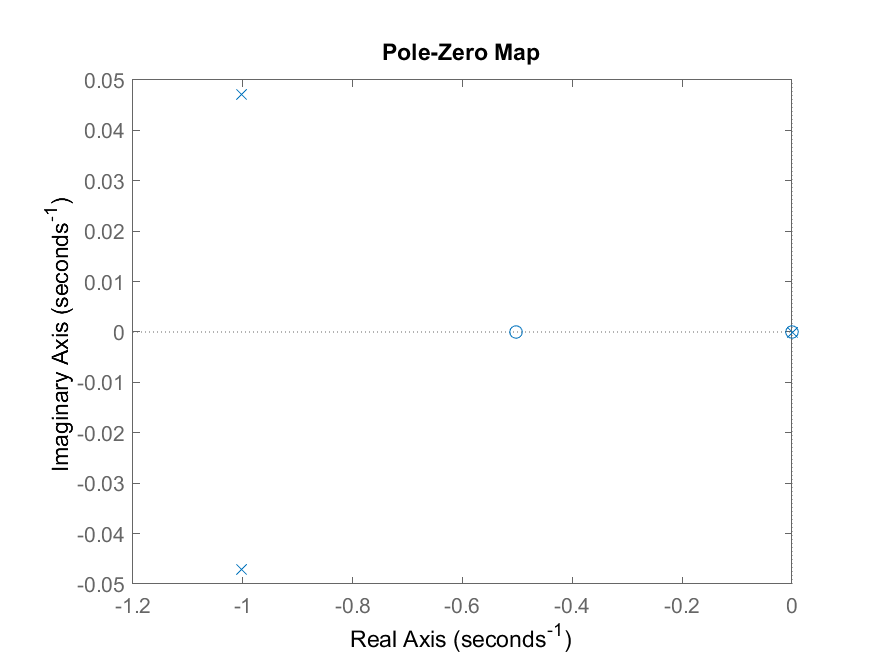 Pole-Zero Map
0.05
0.04
0.03
0.02
0.01
0
-0.01
-0.02
-0.03
-0.04
-0.05
Imaginary Axis (seconds⁻¹)
-1.2 -1 -0.8 -0.6 -0.4 -0.2 0
Real Axis (seconds⁻¹)